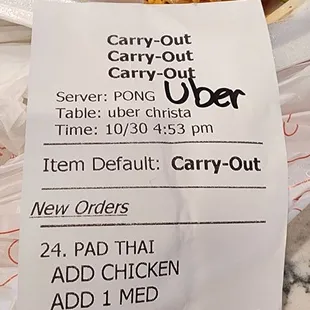 Carry-Out
Carry-Out
Carry-Out
Uber
Server: PONG
Table: uber christa
Time: 10/30 4:53 pm
Item Default: Carry-Out
New Orders
24. PAD THAI
ADD CHICKEN
ADD 1 MED